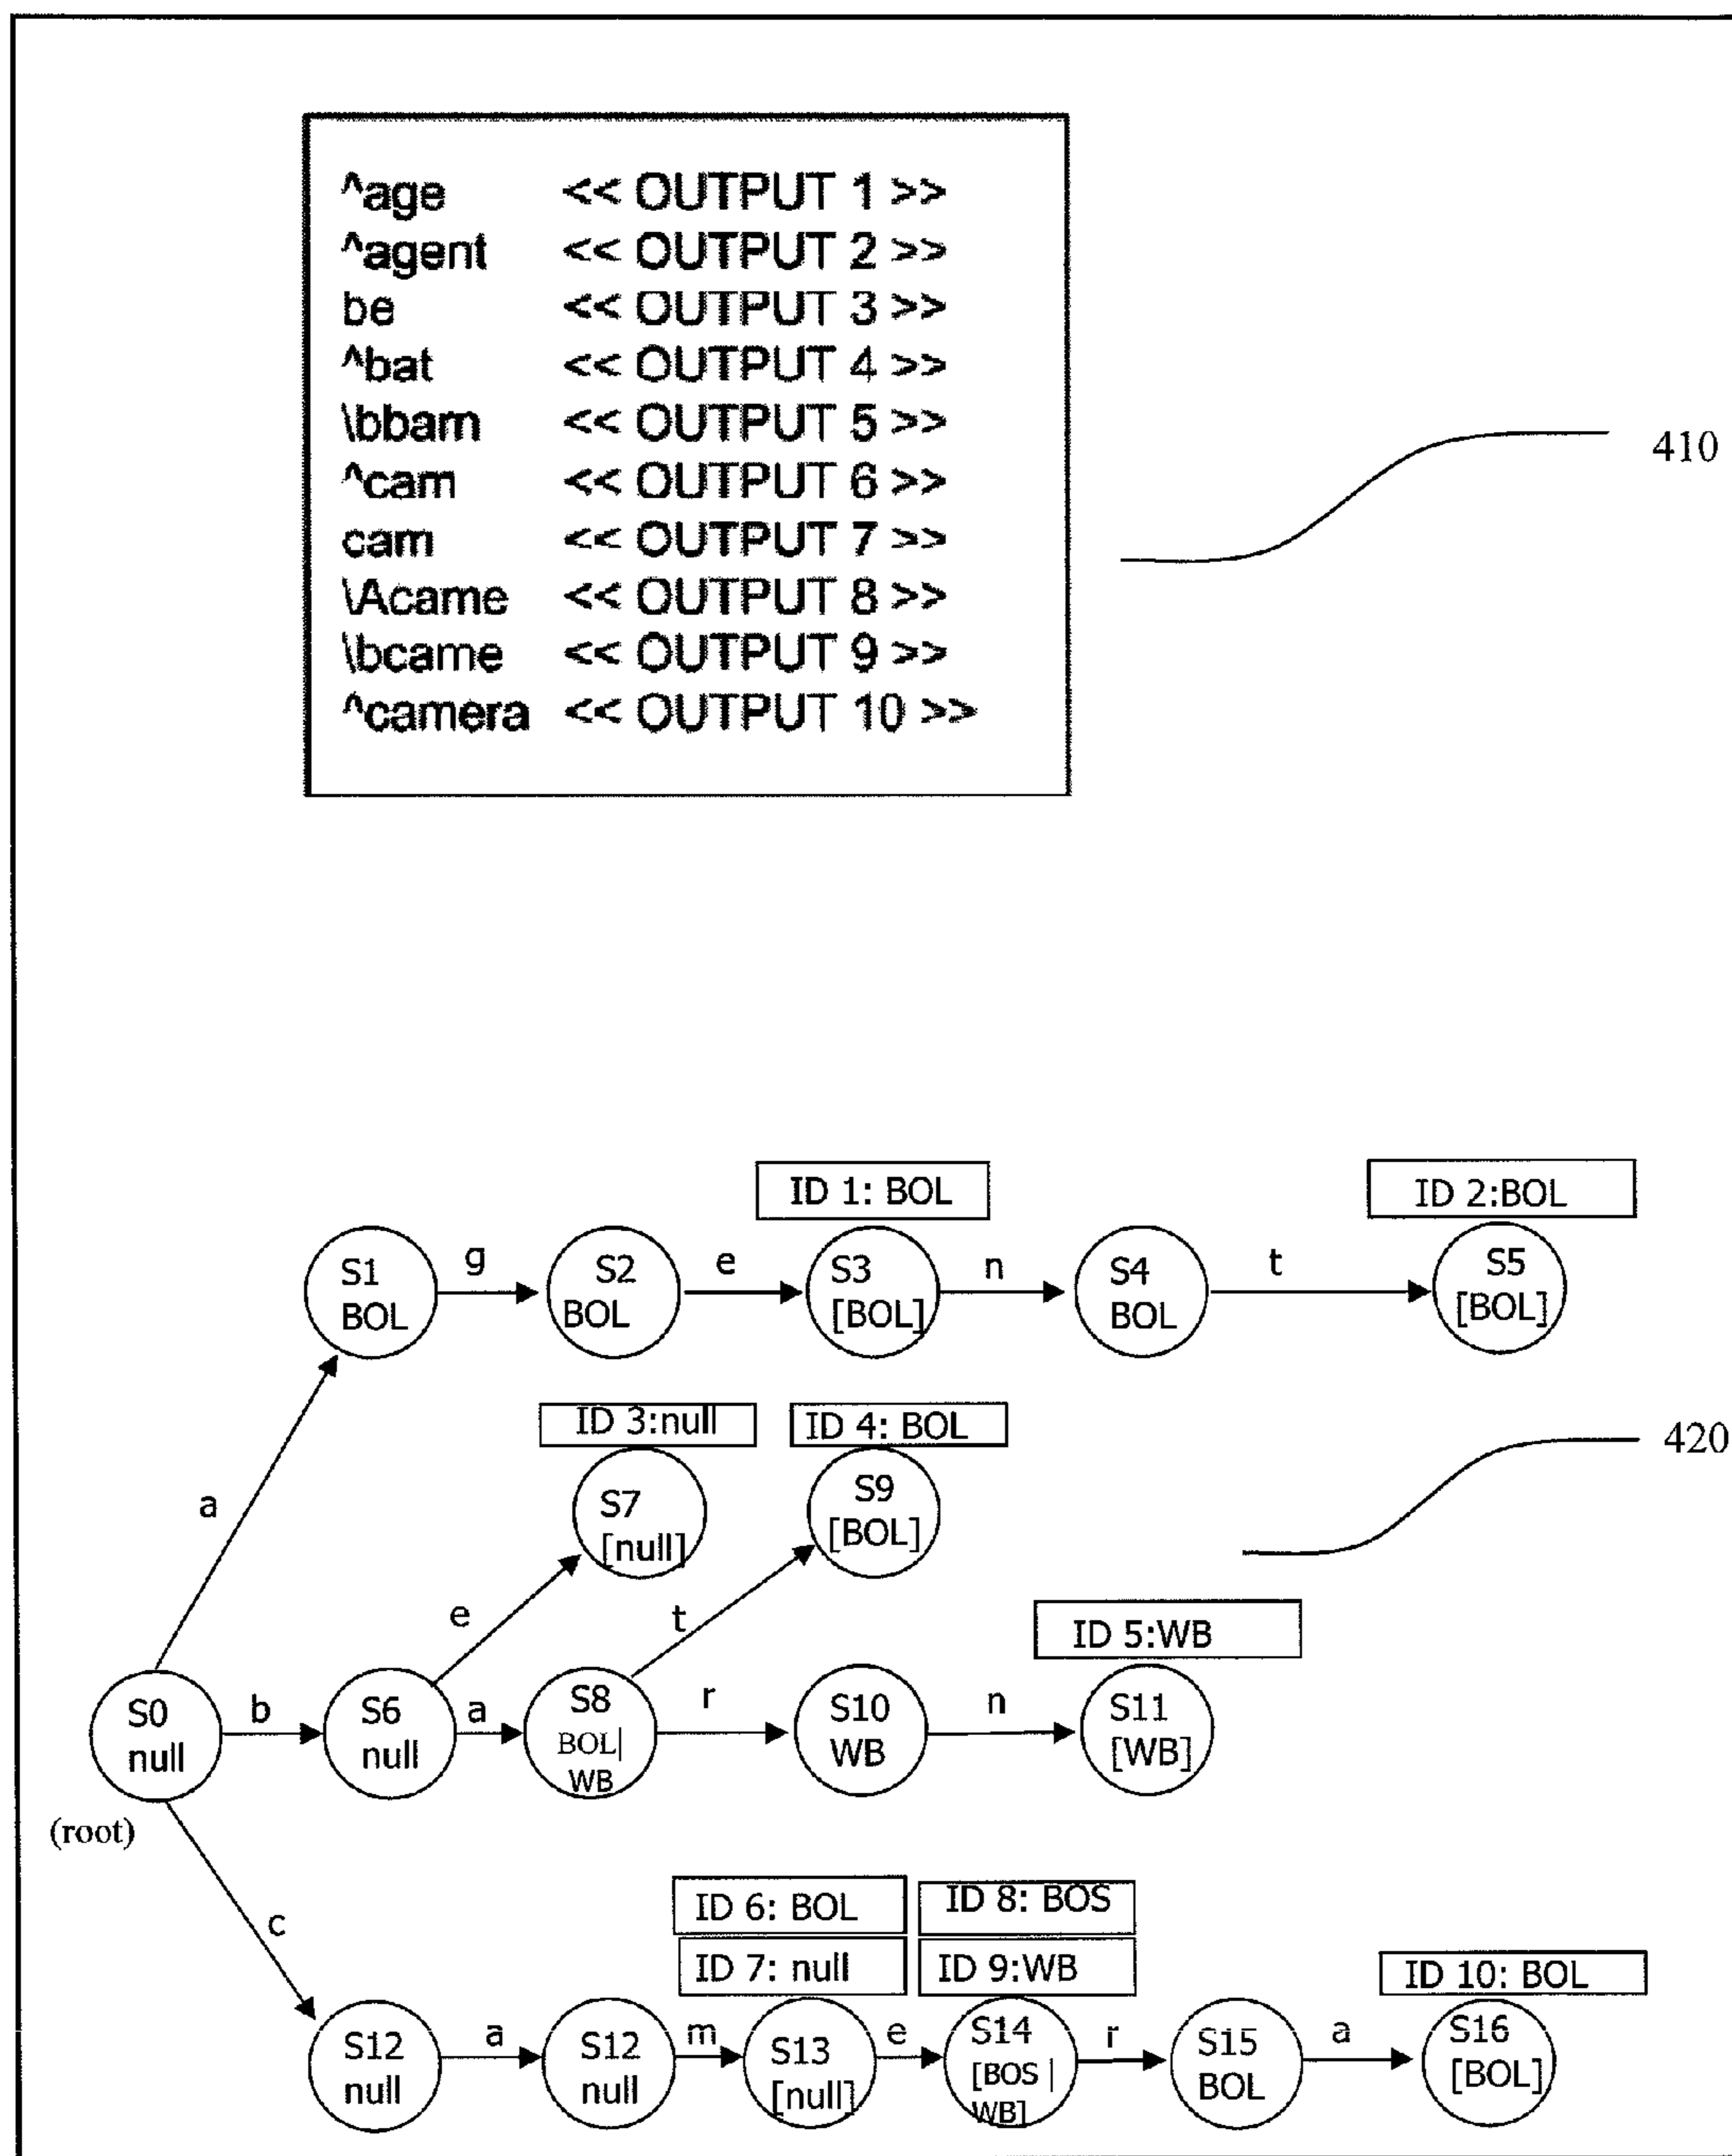 ^age << OUTPUT 1 >>
^agent << OUTPUT 2 >>
be << OUTPUT 3 >>
^bat << OUTPUT 4 >>
\bbarn << OUTPUT 5 >>
^cam << OUTPUT 6 >>
cam << OUTPUT 7 >>
\Acame << OUTPUT 8 >>
\bcame << OUTPUT 9 >>
^camera << OUTPUT 10 >>
410
ID 1: BOL
ID 2:BOL
S1
BOL
g
S2
BOL
e
S3
[BOL]
n
S4
BOL
t
S5
[BOL]
a
ID 3:null
ID 4: BOL
420
S7
[null]
S9
[BOL]
e
t
ID 5:WB
S0
null
(root)
b
S6
null
a
S8
BOL|
WB
r
S10
WB
n
S11
[WB]
c
ID 6: BOL
ID 8: BOS
ID 7: null
ID 9:WB
ID 10: BOL
S12
null
a
S12
null
m
S13
[null]
e
S14
[BOS |
WB]
r
S15
BOL
a
S16
[BOL]